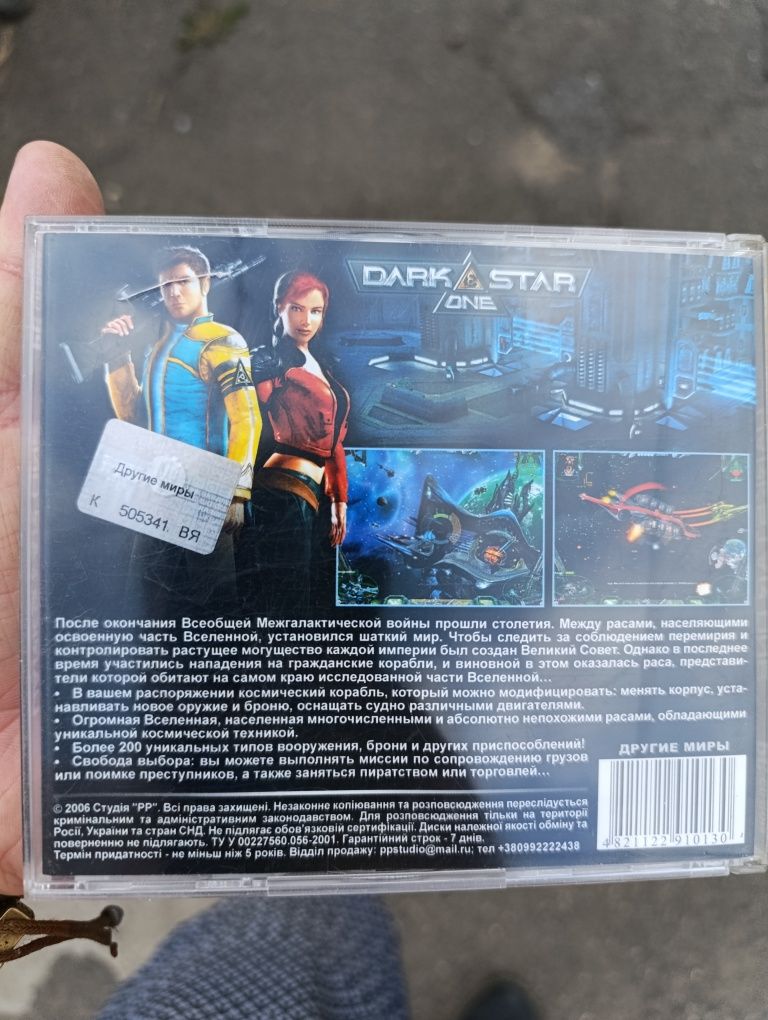 DARK STAR
ONE
Другие миры
К 505341 ВЯ
После окончания Всеобщей Межгалактической войны прошли столетия. Между расами, населяющими
освоенную часть Вселенной, установился шаткий мир. Чтобы следить за соблюдением перемирия и
контролировать растущее могущество каждой империи был создан Великий Совет. Однако в последнее
время участились нападения на гражданские корабли, и виновной в этом оказалась раса, представи-
тели которой обитают на самом краю исследованной части Вселенной...
• В вашем распоряжении космический корабль, который можно модифицировать: менять корпус, уста-
навливать новое оружие и броню, оснащать судно различными двигателями.
• Огромная Вселенная, населенная многочисленными и абсолютно непохожими расами, обладающими
уникальной космической техникой.
• Более 200 уникальных типов вооружения, брони и других приспособлений!
• Свобода выбора: вы можете выполнять миссии по сопровождению грузов
или поимке преступников, а также заняться пиратством или торговлей...
ДРУГИЕ МИРЫ
© 2006 Студія "РР". Всі права захищені. Незаконне копіювання та розповсюдження переслідується
кримінальним та адміністративним законодавством. Для розповсюдження тільки на території
Росії, України та стран СНД. Не підлягає обов'язковій сертифікації. Диски належної якості обміну та
поверненню не підлягають. ТУ У 00227560.056-2001. Гарантійний строк - 7 днів.
Термін придатності - не міньш ніж 5 років. Відділ продажу: ppstudio@mail.ru; тел +380992222438
4 821122 910130